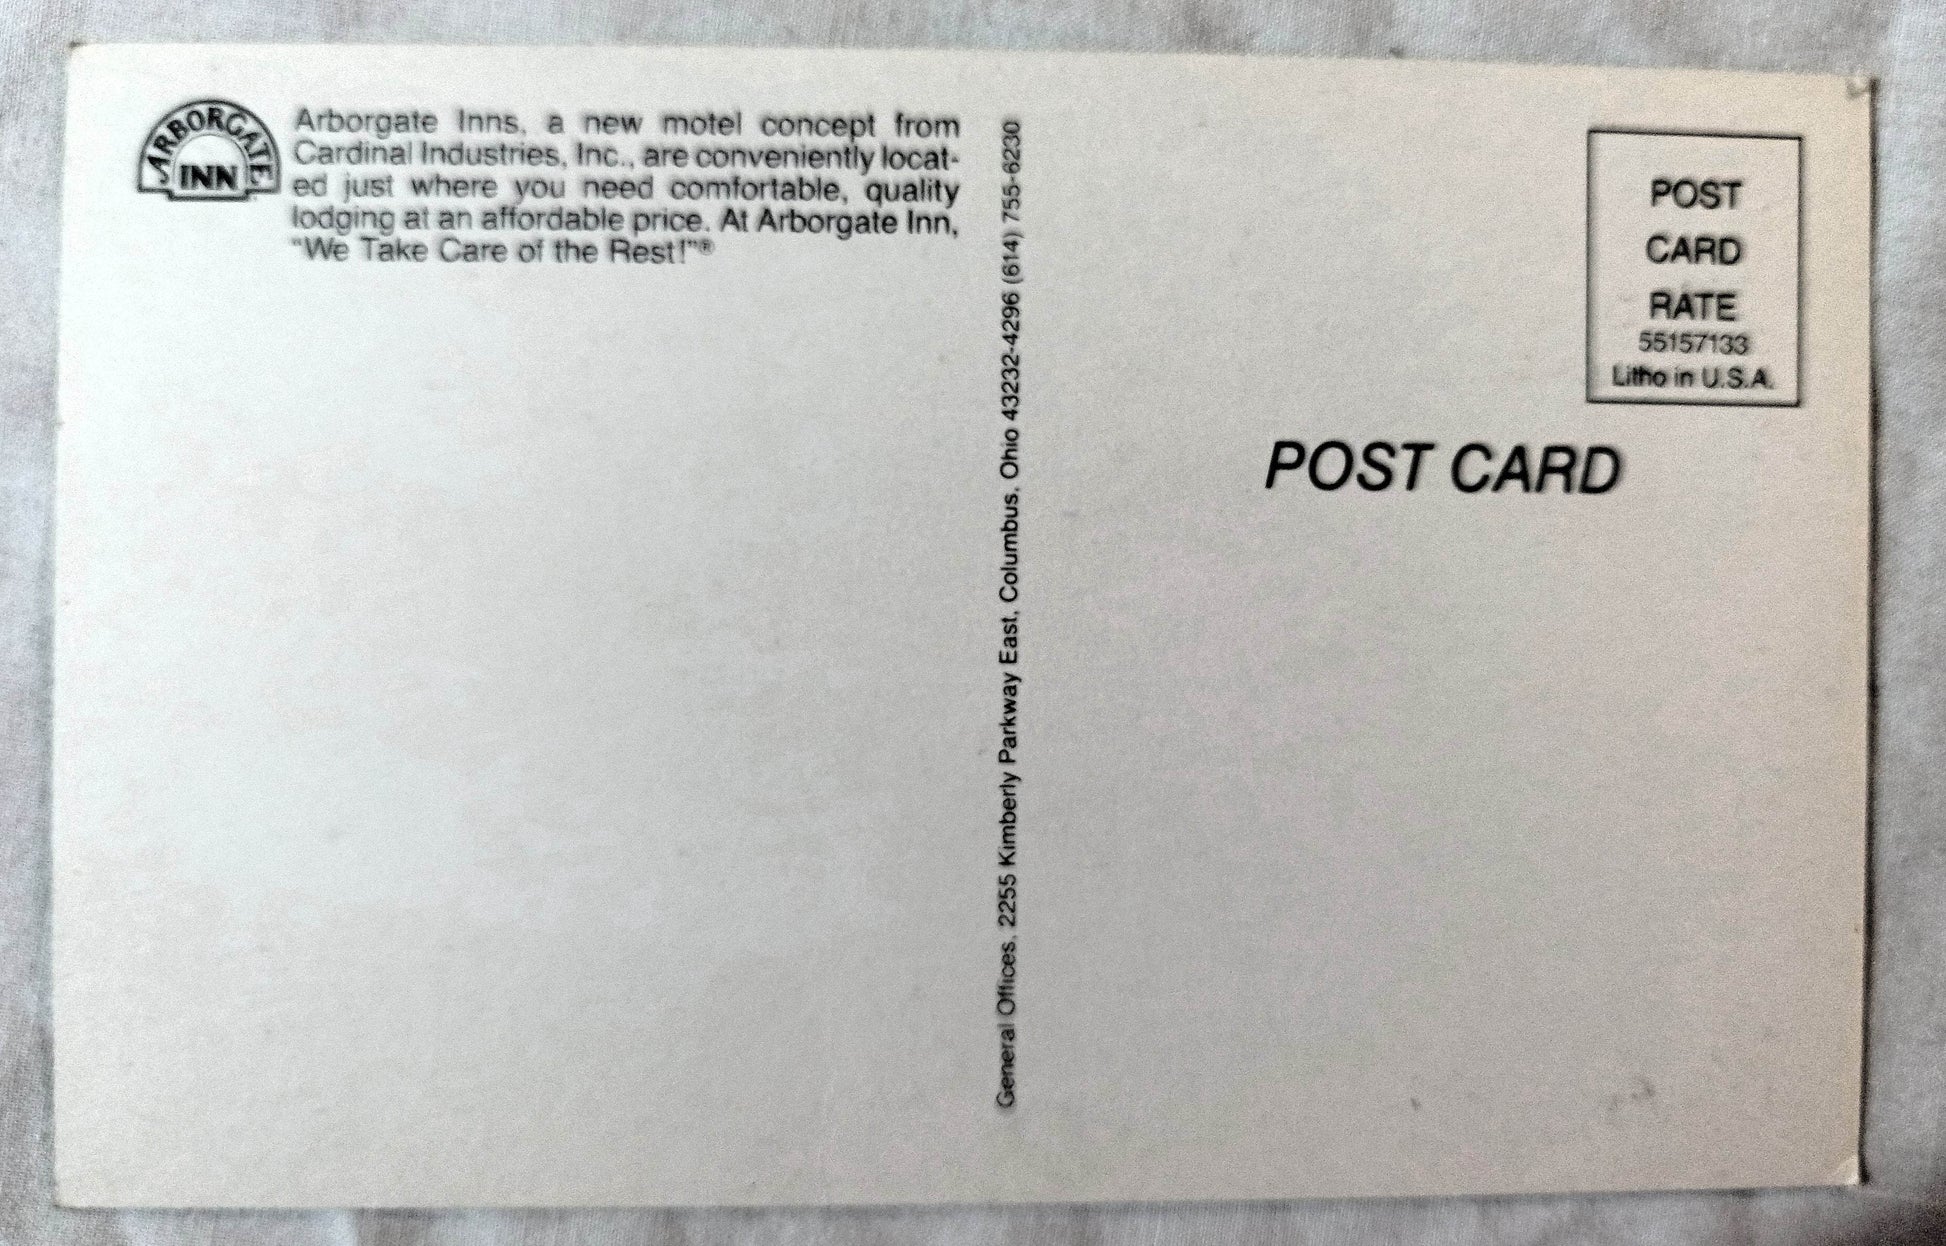 ARBORGATE
INN
Arborgate Inns, a new motel concept from
Cardinal Industries, Inc., are conveniently locat-
ed just where you need comfortable, quality
lodging at an affordable price. At Arborgate Inn,
"We Take Care of the Rest!"®
General Offices, 2255 Kimberly Parkway East, Columbus, Ohio 43232-4296 (614) 755-6230
POST
CARD
RATE
55157133
Litho in U.S.A.
POST CARD